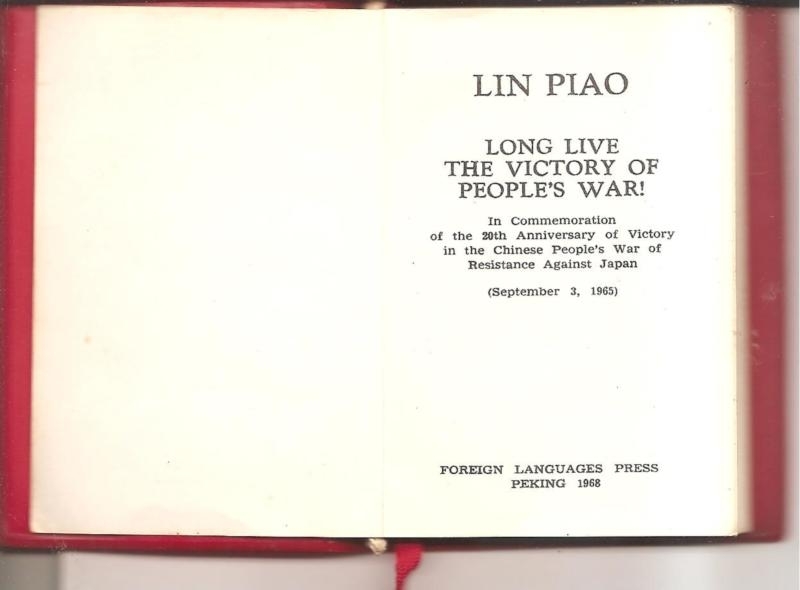 LIN PIAO
LONG LIVE
THE VICTORY OF
PEOPLE'S WAR!
In Commemoration
of the 20th Anniversary of Victory
in the Chinese People's War of
Resistance Against Japan
(September 3, 1965)
FOREIGN LANGUAGES PRESS
PEKING 1968